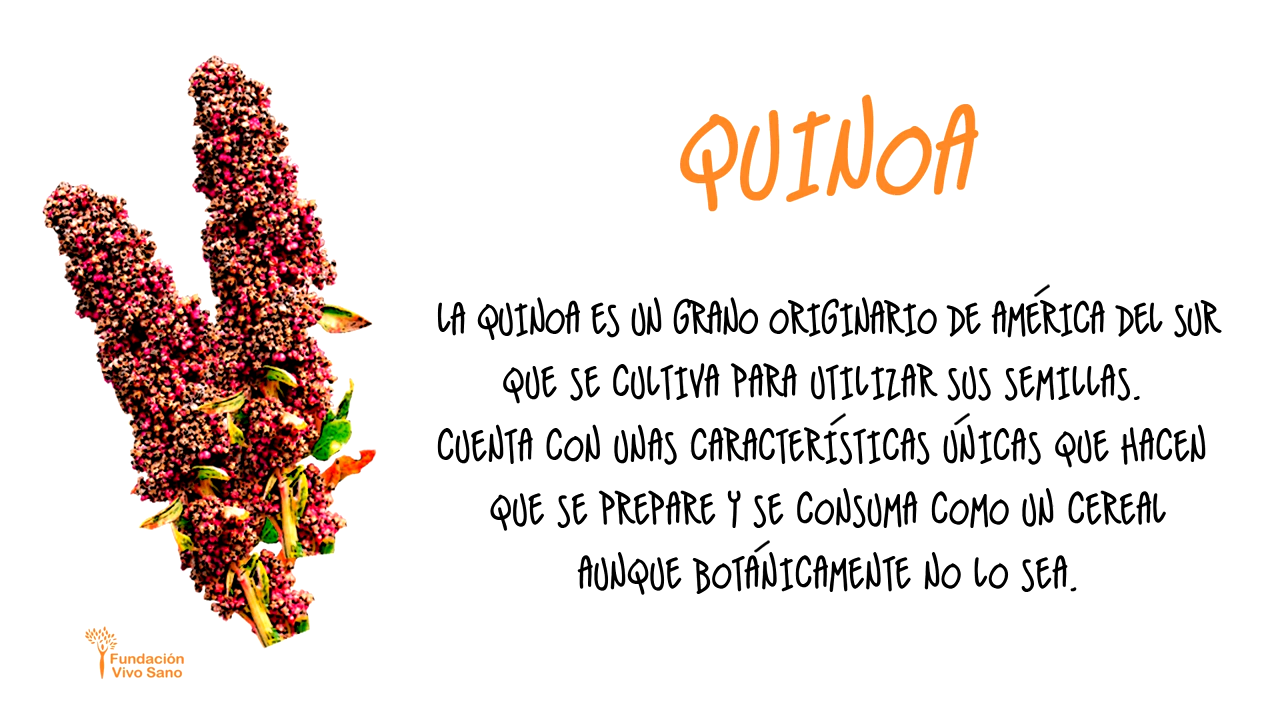 QUINOA
LA QUINOA ES UN GRANO ORIGINARIO DE AMÉRICA DEL SUR
QUE SE CULTIVA PARA UTILIZAR SUS SEMILLAS.
CUENTA CON UNAS CARACTERÍSTICAS ÚNICAS QUE HACEN
QUE SE PREPARE Y SE CONSUMA COMO UN CEREAL
AUNQUE BOTÁNICAMENTE NO LO SEA.
Fundación
Vivo Sano